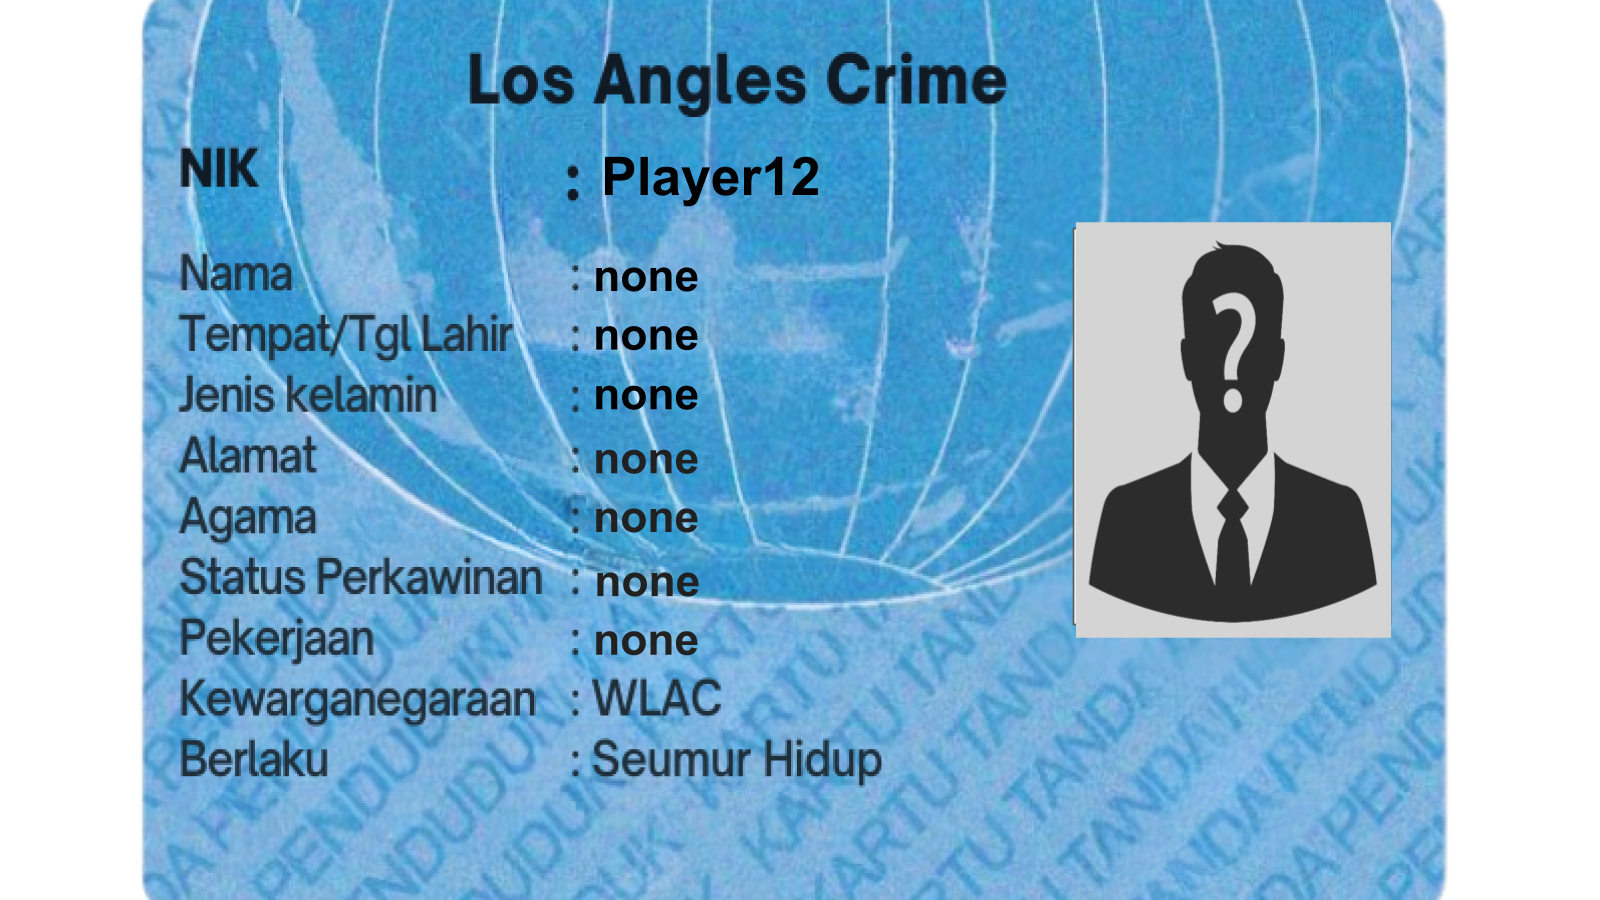 Los Angles Crime
NIK : Player12
Nama : none
Tempat/Tgl Lahir : none
Jenis kelamin : none
Alamat : none
Agama : none
Status Perkawinan : none
Pekerjaan : none
Kewarganegaraan : WLAC
Berlaku : Seumur Hidup